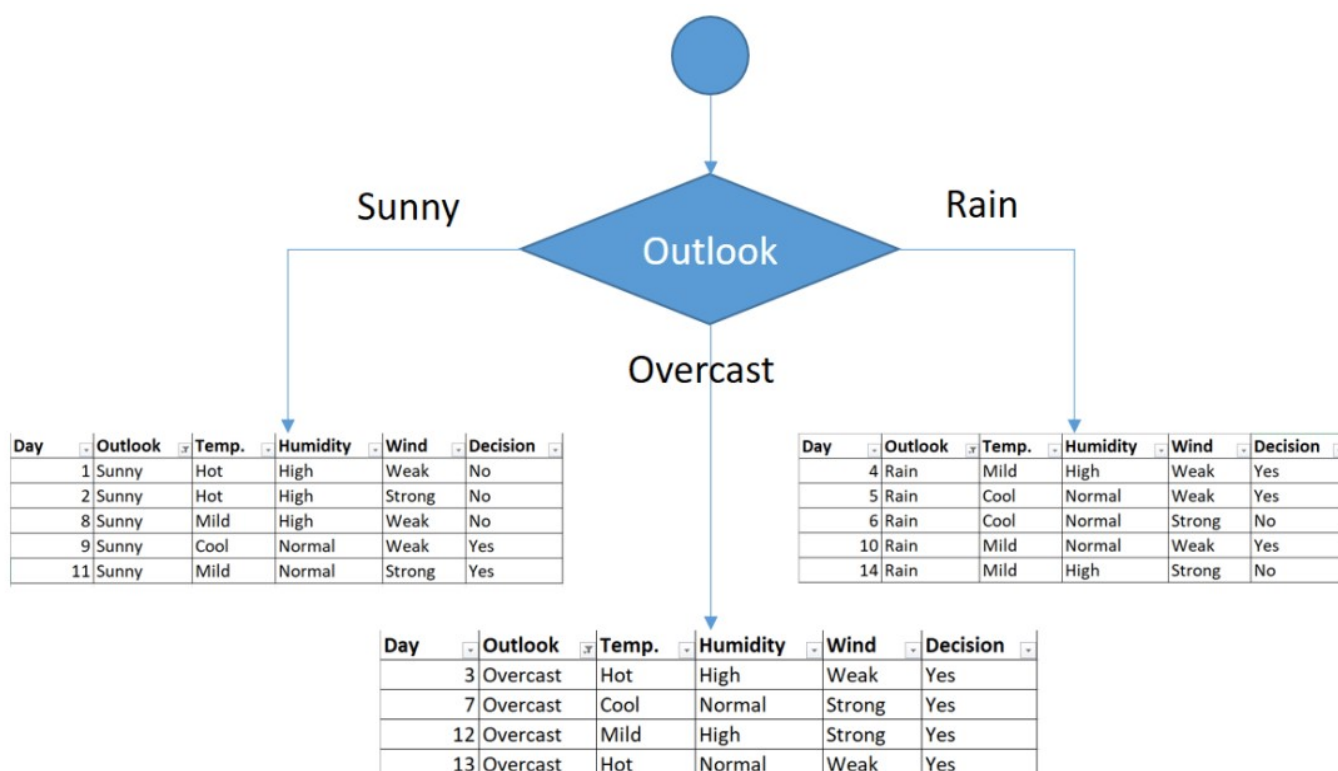 Sunny
Rain
Outlook
Overcast
Day Outlook Temp. Humidity Wind Decision
1 Sunny Hot High Weak No
2 Sunny Hot High Strong No
8 Sunny Mild High Weak No
9 Sunny Cool Normal Weak Yes
11 Sunny Mild Normal Strong Yes
Day Outlook Temp. Humidity Wind Decision
4 Rain Mild High Weak Yes
5 Rain Cool Normal Weak Yes
6 Rain Cool Normal Strong No
10 Rain Mild Normal Weak Yes
14 Rain Mild High Strong No
Day Outlook Temp. Humidity Wind Decision
3 Overcast Hot High Weak Yes
7 Overcast Cool Normal Strong Yes
12 Overcast Mild High Strong Yes
13 Overcast Hot Normal Weak Yes